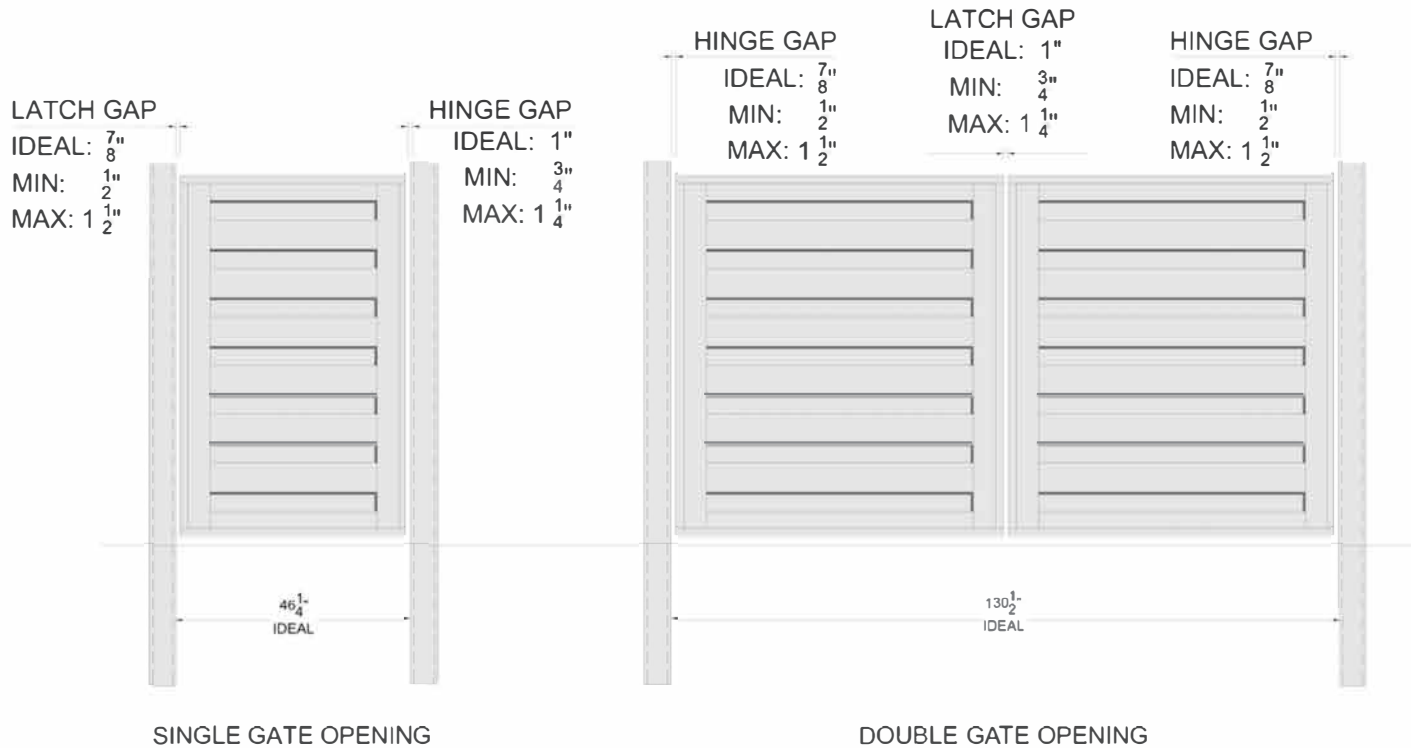 LATCH GAP
IDEAL: 7/8"
MIN: 1/2"
MAX: 1 1/2"
HINGE GAP
IDEAL: 1"
MIN: 3/4"
MAX: 1 1/4"
46 1/4"
IDEAL
SINGLE GATE OPENING
HINGE GAP
IDEAL: 7/8"
MIN: 1/2"
MAX: 1 1/2"
LATCH GAP
IDEAL: 1"
MIN: 3/4"
MAX: 1 1/4"
HINGE GAP
IDEAL: 7/8"
MIN: 1/2"
MAX: 1 1/2"
130 1/2"
IDEAL
DOUBLE GATE OPENING